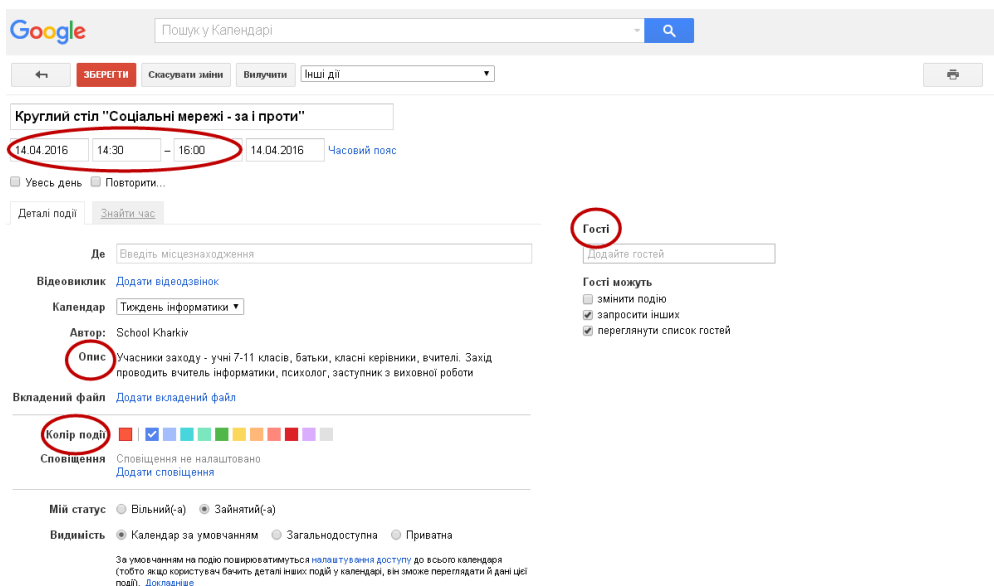 Google
Пошук у Календарі
ЗБЕРЕГТИ Скасувати зміни Вилучити Інші дії
Круглий стіл "Соціальні мережі - за і проти"
14.04.2016 14:30 – 16:00 14.04.2016 Часовий пояс
Увесь день Повторити...
Деталі події Знайти час
Гості
Додайте гостей
Де Введіть місцезнаходження
Відеовиклик Додати відеодзвінок
Гості можуть
змінити подію
запросити інших
переглянути список гостей
Календар Тиждень інформатики
Автор: School Kharkiv
Опис Учасники заходу - учні 7-11 класів, батьки, класні керівники, вчителі. Захід
проводить вчитель інформатики, психолог, заступник з виховної роботи
Вкладений файл Додати вкладений файл
Колір події
Сповіщення Сповіщення не налаштовано
Додати сповіщення
Мій статус Вільний(-а) Зайнятий(-а)
Видимість Календар за умовчанням Загальнодоступна Приватна
За умовчанням на подію поширюватимуться налаштування доступу до всього календаря
(тобто якщо користувач бачить деталі інших подій у календарі, він зможе переглядати й дані цієї
події). Докладніше